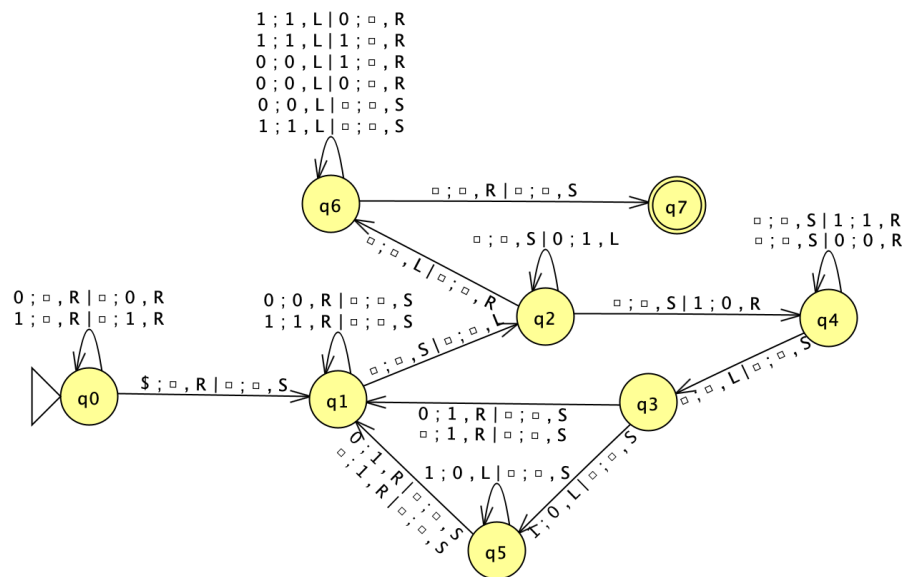 1;1,L|0;□,R
1;1,L|1;□,R
0;0,L|1;□,R
0;0,L|0;□,R
0;0,L|□;□,S
1;1,L|□;□,S
q6
□;□,R|□;□,S
q7
□;□,L|□;□,R
□;□,S|0;1,L
q2
□;□,S|1;0,R
□;□,S|1;1,R
□;□,S|0;0,R
q4
0;□,R|□;0,R
1;□,R|□;1,R
q0
$;□,R|□;□,S
0;0,R|□;□,S
1;1,R|□;□,S
q1
□;□,S|□;□,L
□;□,L|□;□,S
q3
0;1,R|□;□,S
□;1,R|□;□,S
1;0,L|□;□,S
0;1,R|□;□,S
□;1,R|□;□,S
1;0,L|□;□,S
q5